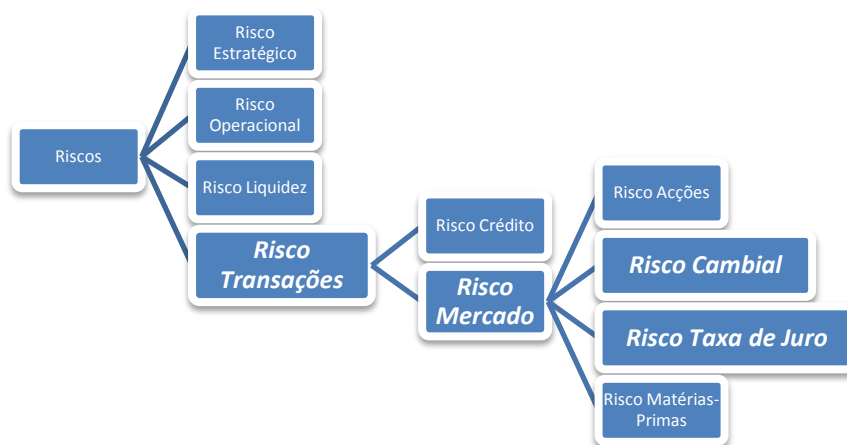 Risco
Estratégico
Risco
Operacional
Riscos
Risco Liquidez
Risco
Transações
Risco Crédito
Risco
Mercado
Risco Acções
Risco Cambial
Risco Taxa de Juro
Risco Matérias-
Primas